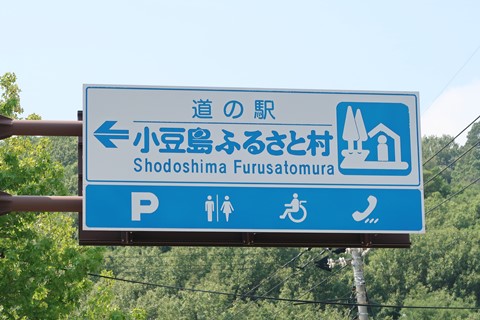 道の駅
小豆島ふるさと村
Shodoshima Furusatomura
P